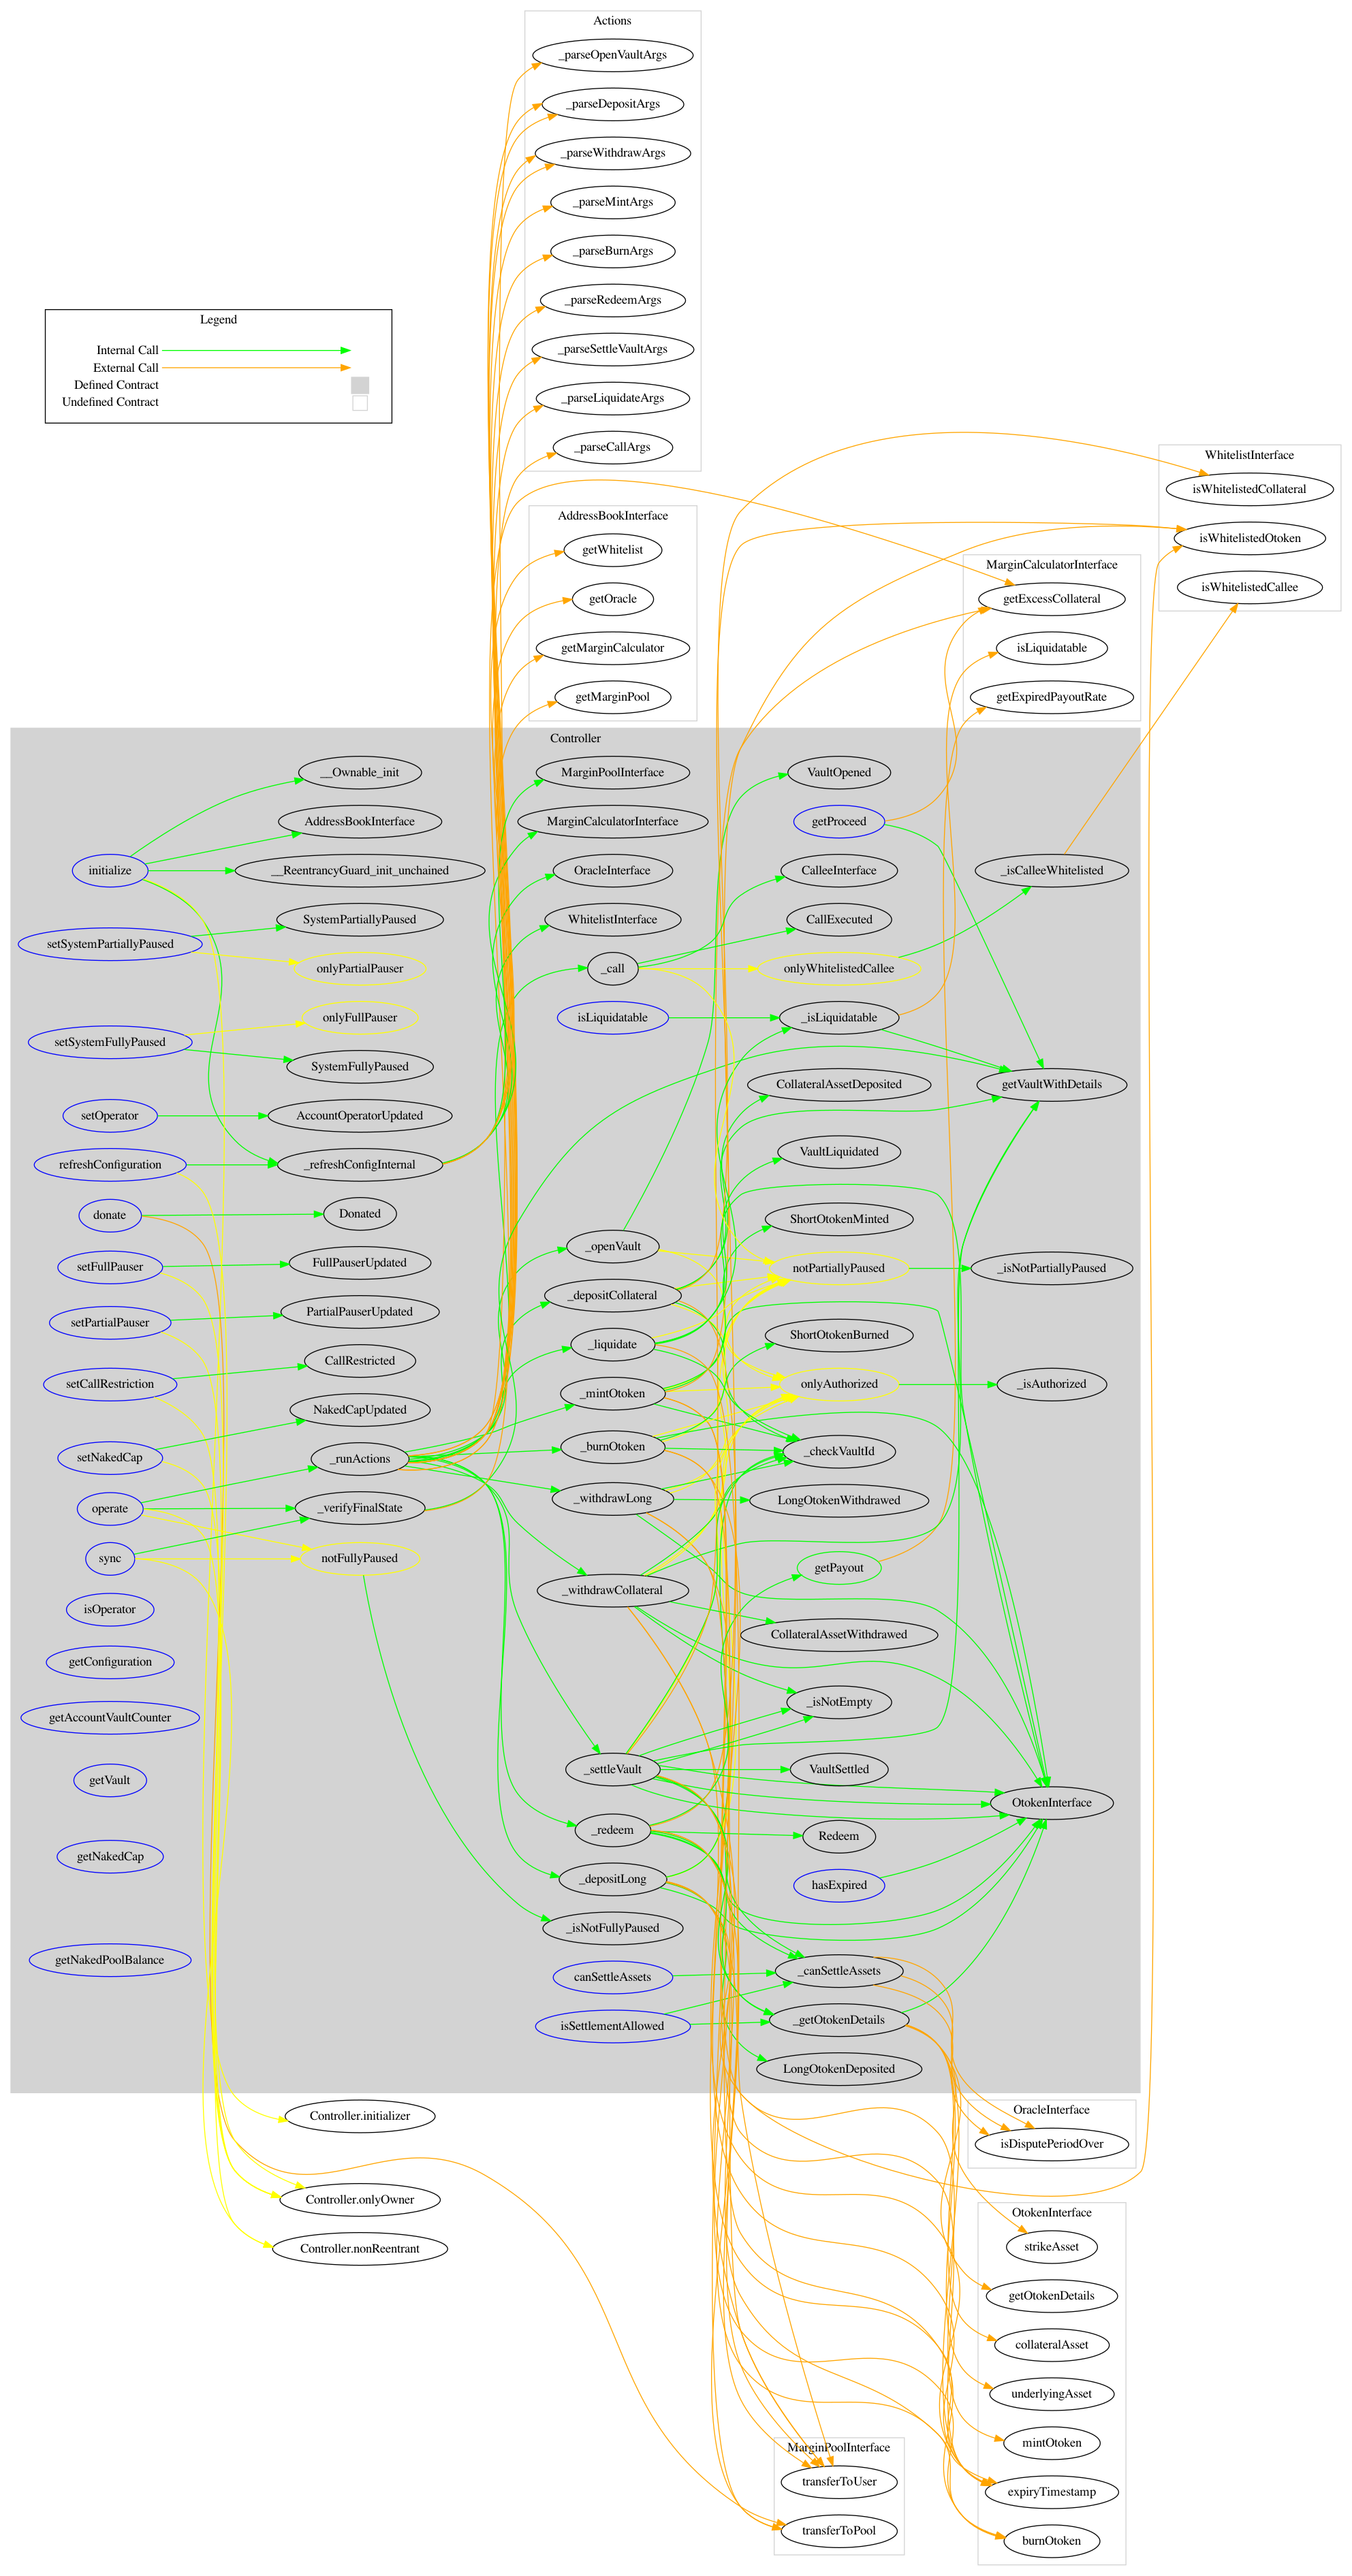 Actions
_parseOpenVaultArgs
_parseDepositArgs
_parseWithdrawArgs
_parseMintArgs
_parseBurnArgs
_parseRedeemArgs
_parseSettleVaultArgs
_parseLiquidateArgs
_parseCallArgs
Legend
Internal Call
External Call
Defined Contract
Undefined Contract
AddressBookInterface
getWhitelist
getOracle
getMarginCalculator
getMarginPool
WhitelistInterface
isWhitelistedCollateral
isWhitelistedOtoken
isWhitelistedCallee
MarginCalculatorInterface
getExcessCollateral
isLiquidatable
getExpiredPayoutRate
Controller
initialize
setSystemPartiallyPaused
setSystemFullyPaused
setOperator
refreshConfiguration
donate
setFullPauser
setPartialPauser
setCallRestriction
setNakedCap
operate
sync
isOperator
getConfiguration
getAccountVaultCounter
getVault
getNakedCap
getNakedPoolBalance
__Ownable_init
AddressBookInterface
__ReentrancyGuard_init_unchained
SystemPartiallyPaused
onlyPartialPauser
onlyFullPauser
SystemFullyPaused
AccountOperatorUpdated
_refreshConfigInternal
Donated
FullPauserUpdated
PartialPauserUpdated
CallRestricted
NakedCapUpdated
_runActions
_verifyFinalState
notFullyPaused
MarginPoolInterface
MarginCalculatorInterface
OracleInterface
WhitelistInterface
_call
isLiquidatable
_openVault
_depositCollateral
_liquidate
_mintOtoken
_burnOtoken
_withdrawLong
_withdrawCollateral
_settleVault
_redeem
_depositLong
_isNotFullyPaused
canSettleAssets
isSettlementAllowed
VaultOpened
getProceed
CalleeInterface
CallExecuted
onlyWhitelistedCallee
_isLiquidatable
CollateralAssetDeposited
VaultLiquidated
ShortOtokenMinted
notPartiallyPaused
ShortOtokenBurned
onlyAuthorized
_checkVaultId
LongOtokenWithdrawed
getPayout
CollateralAssetWithdrawed
_isNotEmpty
VaultSettled
Redeem
hasExpired
_canSettleAssets
_getOtokenDetails
LongOtokenDeposited
_isCalleeWhitelisted
getVaultWithDetails
_isNotPartiallyPaused
_isAuthorized
OtokenInterface
Controller.initializer
Controller.onlyOwner
Controller.nonReentrant
OracleInterface
isDisputePeriodOver
OtokenInterface
strikeAsset
getOtokenDetails
collateralAsset
underlyingAsset
mintOtoken
expiryTimestamp
burnOtoken
MarginPoolInterface
transferToUser
transferToPool